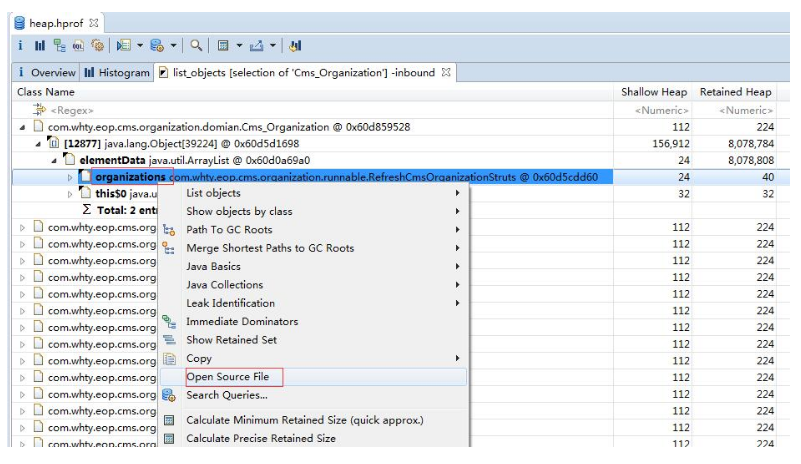 heap.hprof
i Overview Histogram list_objects [selection of 'Cms_Organization'] -inbound
Class Name Shallow Heap Retained Heap
<Regex> <Numeric> <Numeric>
com.whty.eop.cms.organization.domian.Cms_Organization @ 0x60d859528 112 224
[12877] java.lang.Object[39224] @ 0x60d5d1698 156,912 8,078,784
elementData java.util.ArrayList @ 0x60d0a69a0 24 8,078,808
organizations com.whty.eop.cms.organization.runnable.RefreshCmsOrganizationStruts @ 0x60d5cdd60 24 40
this$0 java.u 32 32
Σ Total: 2 ent
com.whty.eop.cms.org 112 224
com.whty.eop.cms.org 112 224
com.whty.eop.cms.org 112 224
com.whty.eop.cms.org 112 224
com.whty.eop.cms.org 112 224
com.whty.eop.cms.org 112 224
com.whty.eop.cms.org 112 224
com.whty.eop.cms.org 112 224
com.whty.eop.cms.org 112 224
com.whty.eop.cms.org 112 224
com.whty.eop.cms.org 112 224
com.whty.eop.cms.org 112 224
com.whty.eop.cms.org 112 224
com.whty.eop.cms.org 112 224
List objects
Show objects by class
Path To GC Roots
Merge Shortest Paths to GC Roots
Java Basics
Java Collections
Leak Identification
Immediate Dominators
Show Retained Set
Copy
Open Source File
Search Queries...
Calculate Minimum Retained Size (quick approx.)
Calculate Precise Retained Size